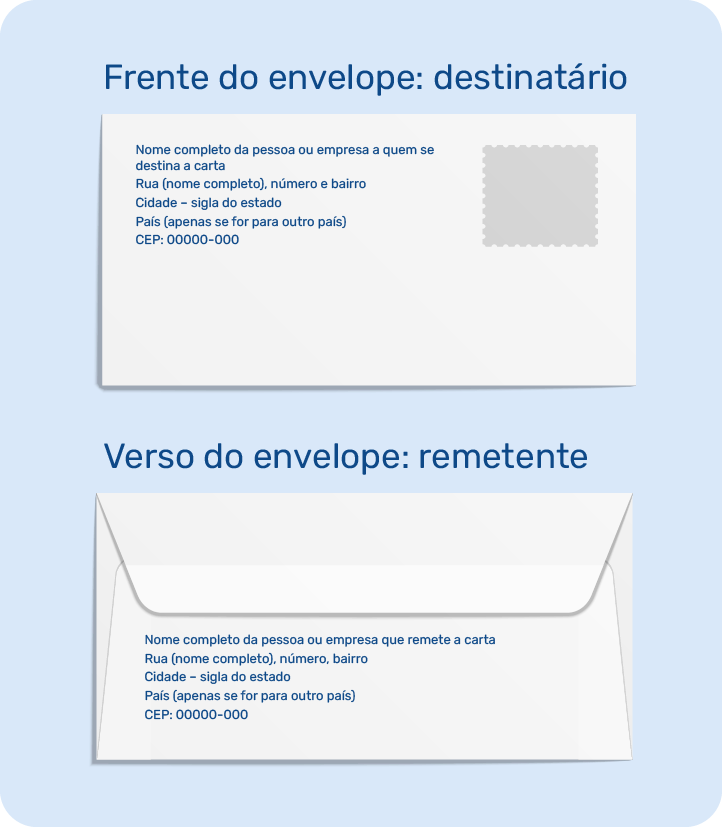 Frente do envelope: destinatário
Nome completo da pessoa ou empresa a quem se
destina a carta
Rua (nome completo), número e bairro
Cidade – sigla do estado
País (apenas se for para outro país)
CEP: 00000-000
Verso do envelope: remetente
Nome completo da pessoa ou empresa que remete a carta
Rua (nome completo), número, bairro
Cidade – sigla do estado
País (apenas se for para outro país)
CEP: 00000-000